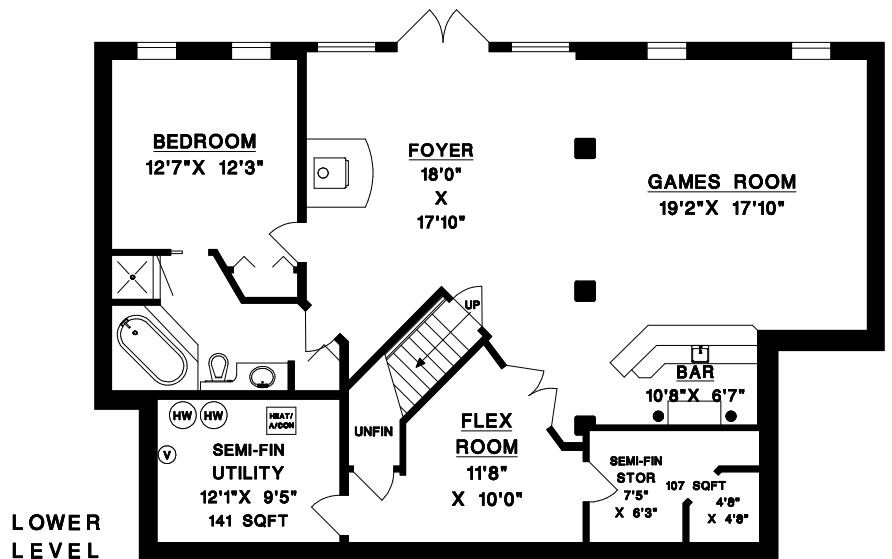 BEDROOM
12'7"X 12'3"
FOYER
18'0"
X
17'10"
GAMES ROOM
19'2"X 17'10"
UP
BAR
10'8"X 6'7"
HW
HW
HEAT/
A/CON
V
SEMI-FIN
UTILITY
12'1"X 9'5"
141 SQFT
UNFIN
FLEX
ROOM
11'8"
X 10'0"
SEMI-FIN
STOR
7'5"
X 6'3"
107 SQFT
4'8"
X 4'8"
LOWER
LEVEL